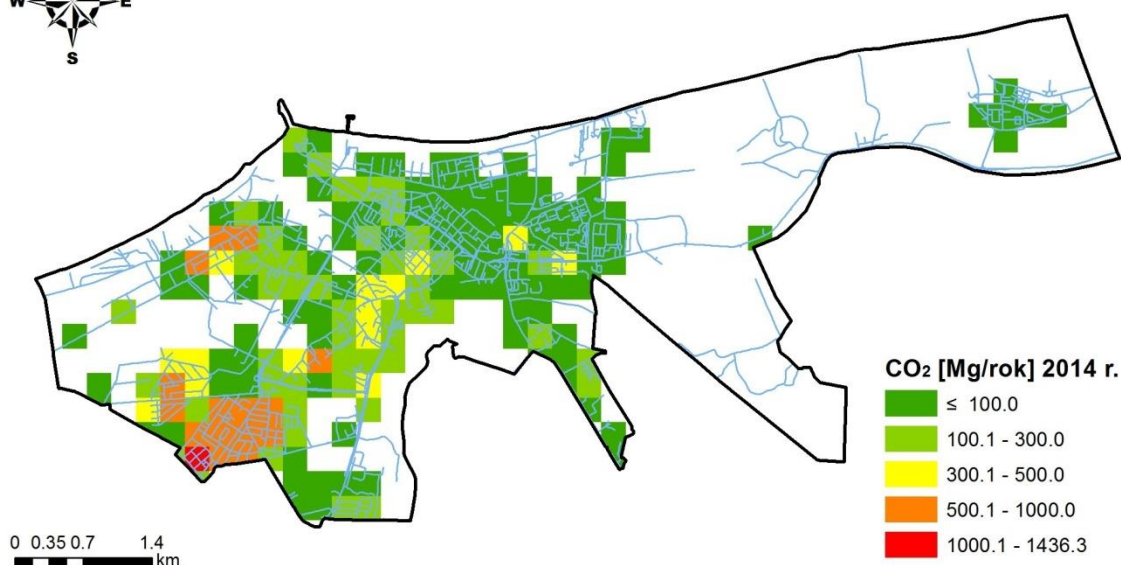 W E
S
CO₂ [Mg/rok] 2014 r.
≤ 100.0
100.1 - 300.0
300.1 - 500.0
500.1 - 1000.0
1000.1 - 1436.3
0 0.35 0.7 1.4
km